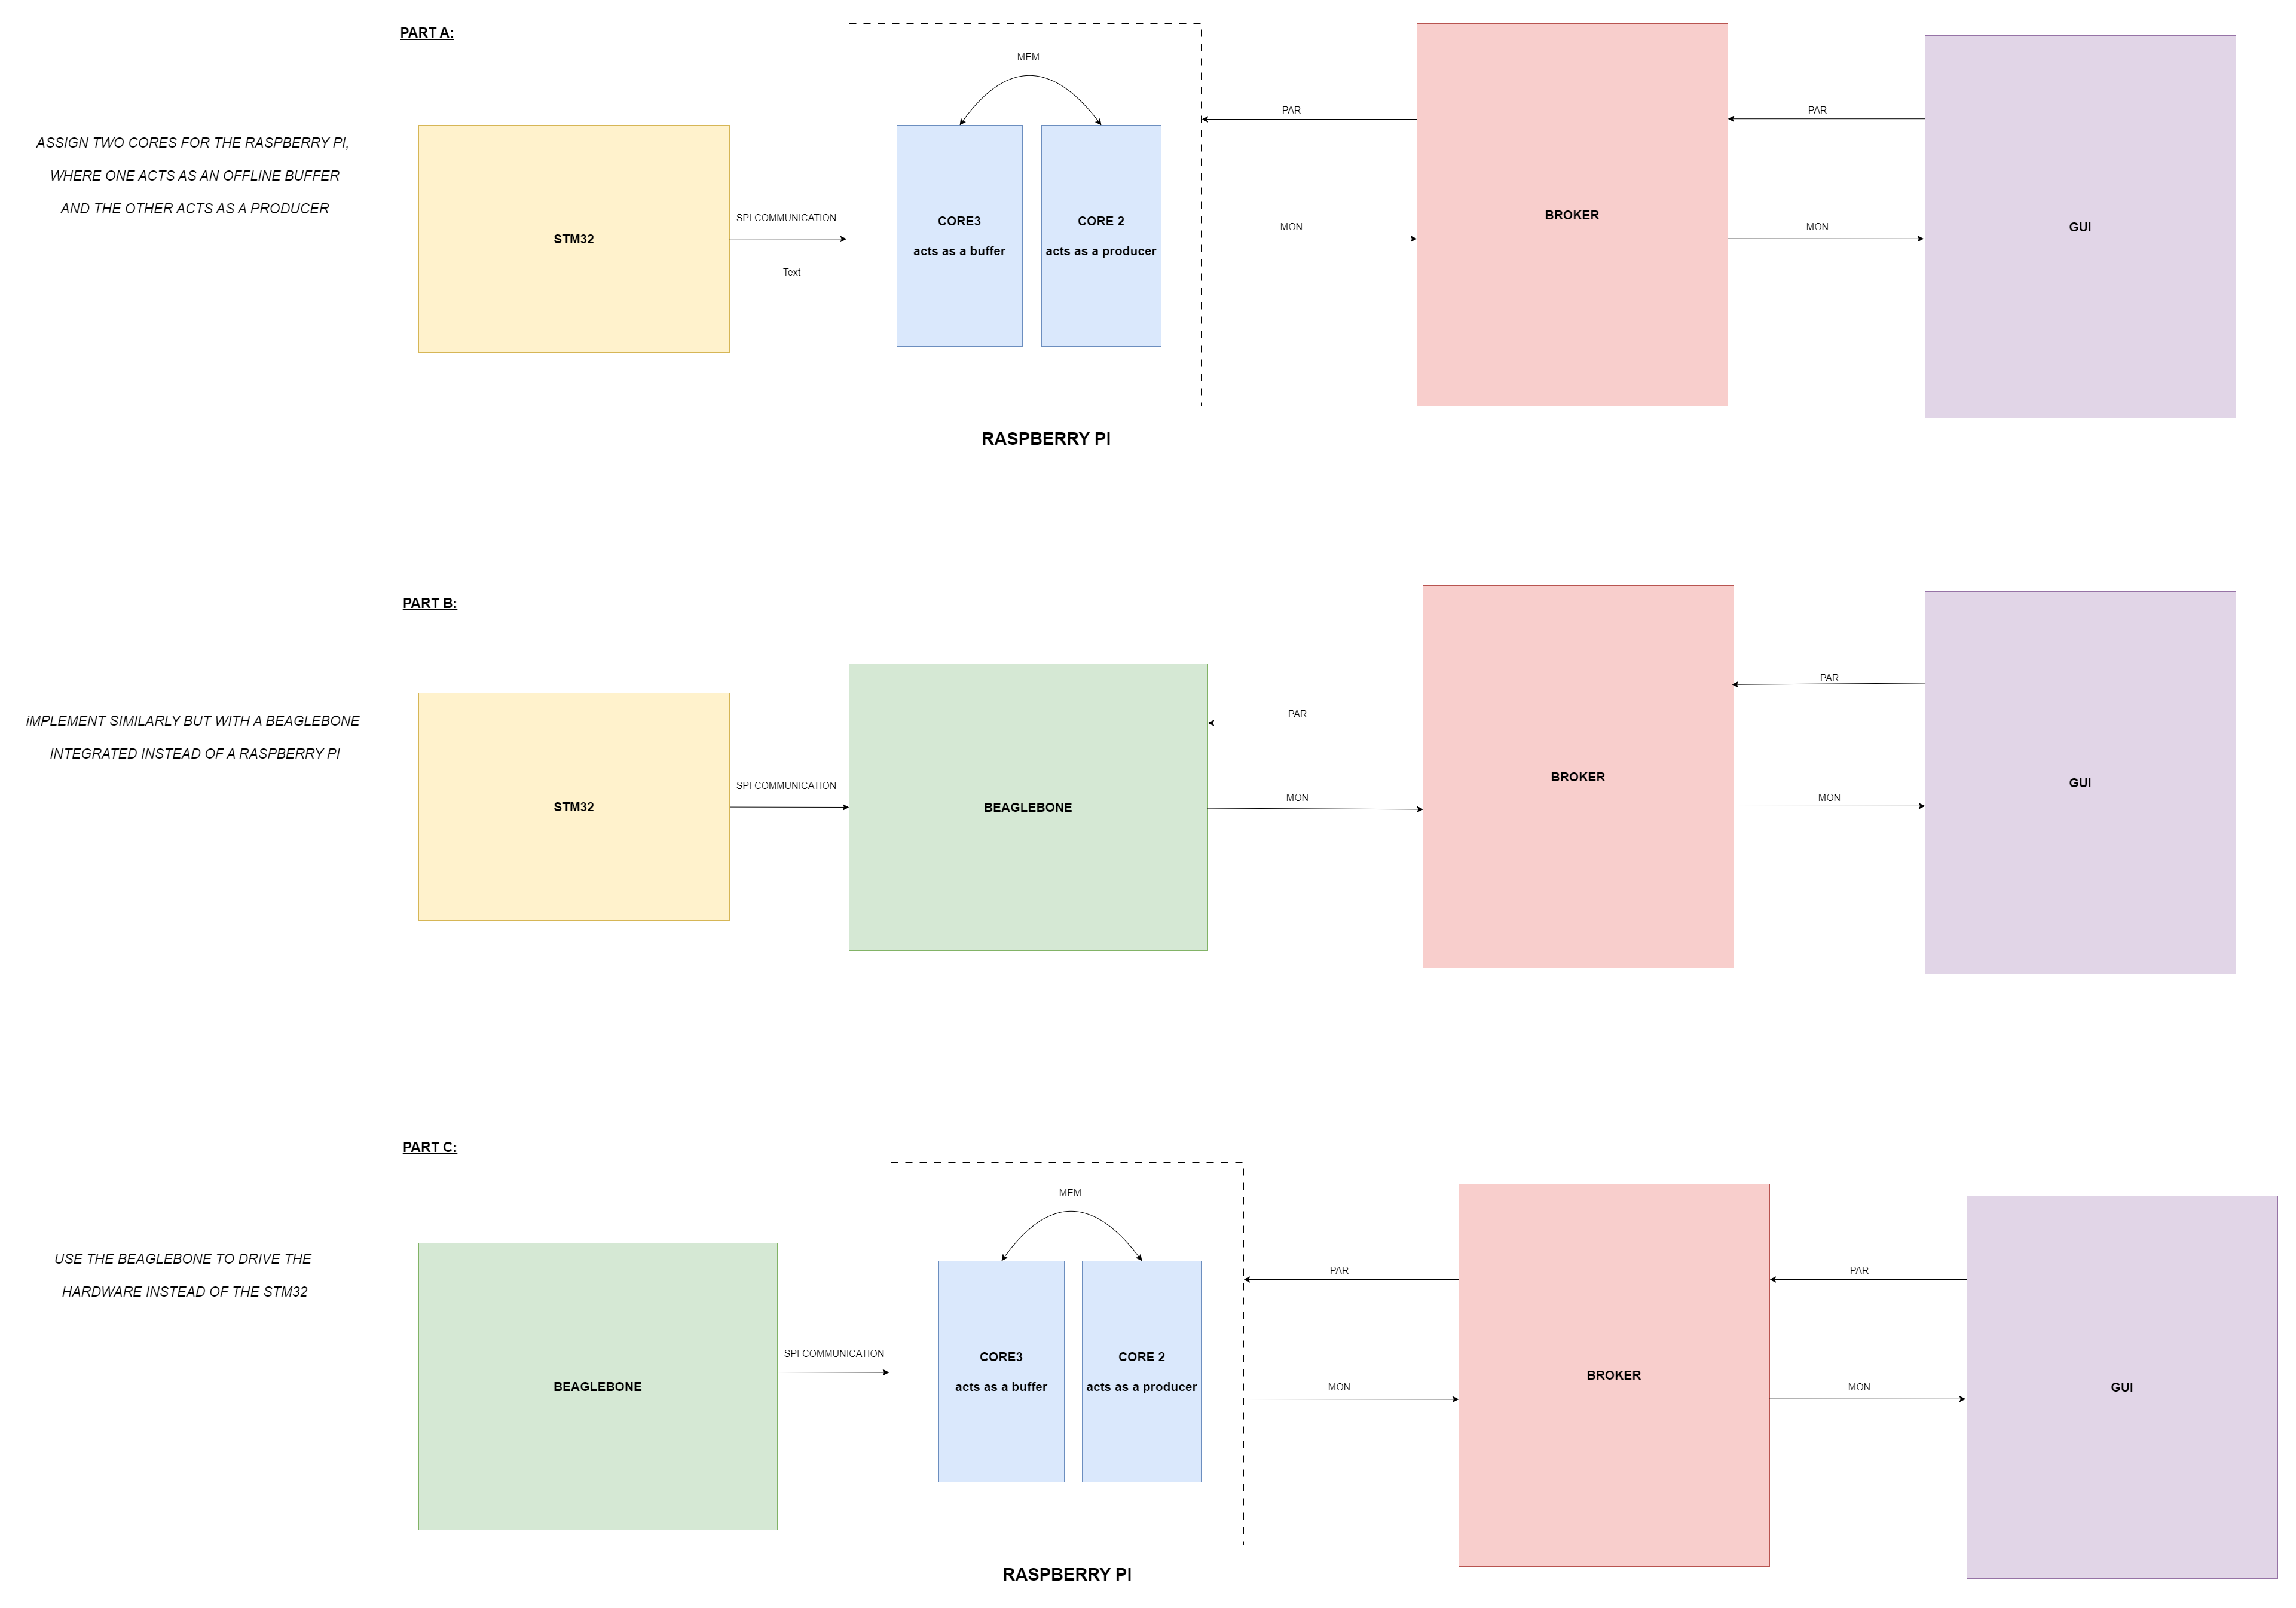 PART A:
ASSIGN TWO CORES FOR THE RASPBERRY PI,
WHERE ONE ACTS AS AN OFFLINE BUFFER
AND THE OTHER ACTS AS A PRODUCER
STM32
SPI COMMUNICATION
Text
MEM
CORE3
acts as a buffer
CORE 2
acts as a producer
RASPBERRY PI
PAR
MON
BROKER
PAR
MON
GUI
PART B:
iMPLEMENT SIMILARLY BUT WITH A BEAGLEBONE
INTEGRATED INSTEAD OF A RASPBERRY PI
STM32
SPI COMMUNICATION
BEAGLEBONE
PAR
MON
BROKER
PAR
MON
GUI
PART C:
USE THE BEAGLEBONE TO DRIVE THE
HARDWARE INSTEAD OF THE STM32
BEAGLEBONE
SPI COMMUNICATION
MEM
CORE3
acts as a buffer
CORE 2
acts as a producer
RASPBERRY PI
PAR
MON
BROKER
PAR
MON
GUI